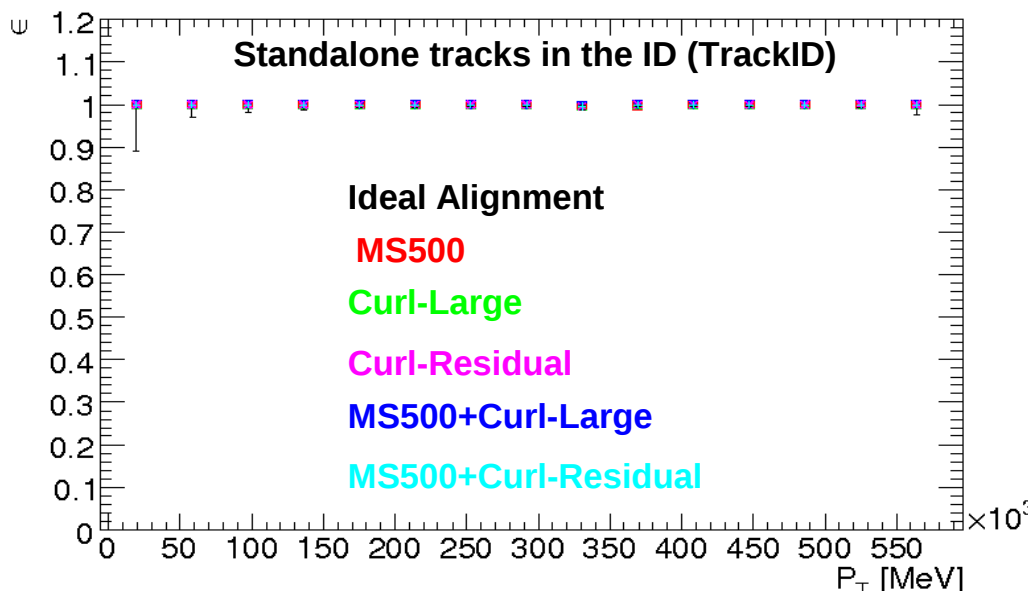 ϵ
1.2
Standalone tracks in the ID (TrackID)
1.1
1
0.9
0.8
Ideal Alignment
0.7
MS500
0.6
Curl-Large
0.5
0.4
Curl-Residual
0.3
MS500+Curl-Large
0.2
MS500+Curl-Residual
0.1
0
×10³
0 50 100 150 200 250 300 350 400 450 500 550
P_T [MeV]